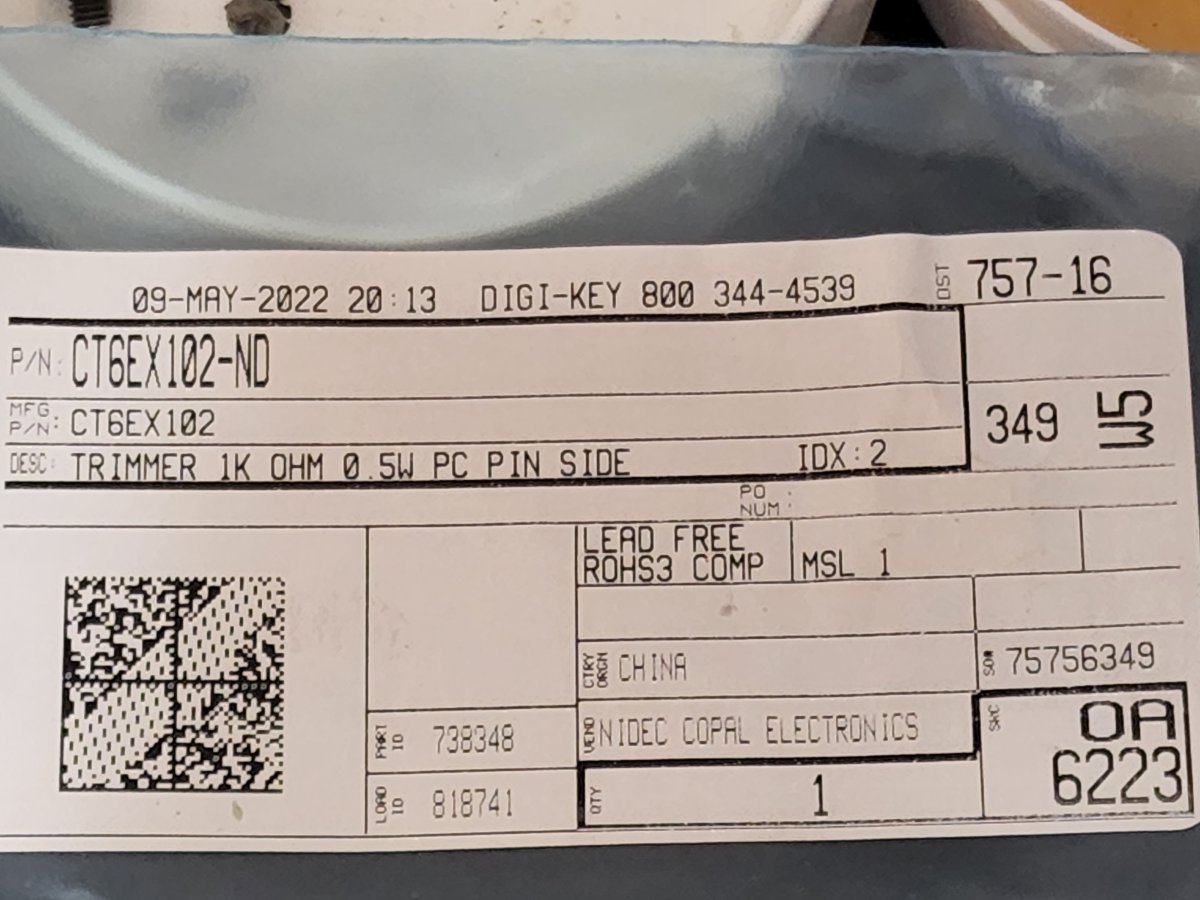 09-MAY-2022 20:13 DIGI-KEY 800 344-4539
DST 757-16
P/N: CT6EX102-ND
MFG P/N: CT6EX102
349 W5
DESC: TRIMMER 1K OHM 0.5W PC PIN SIDE IDX:2
PO NUM:
LEAD FREE
ROHS3 COMP
MSL 1
CTRY ORGN CHINA
SO# 75756349
PART ID 738348
VEND NIDEC COPAL ELECTRONICS
SRC OA
6223
LOAD ID 818741
QTY 1